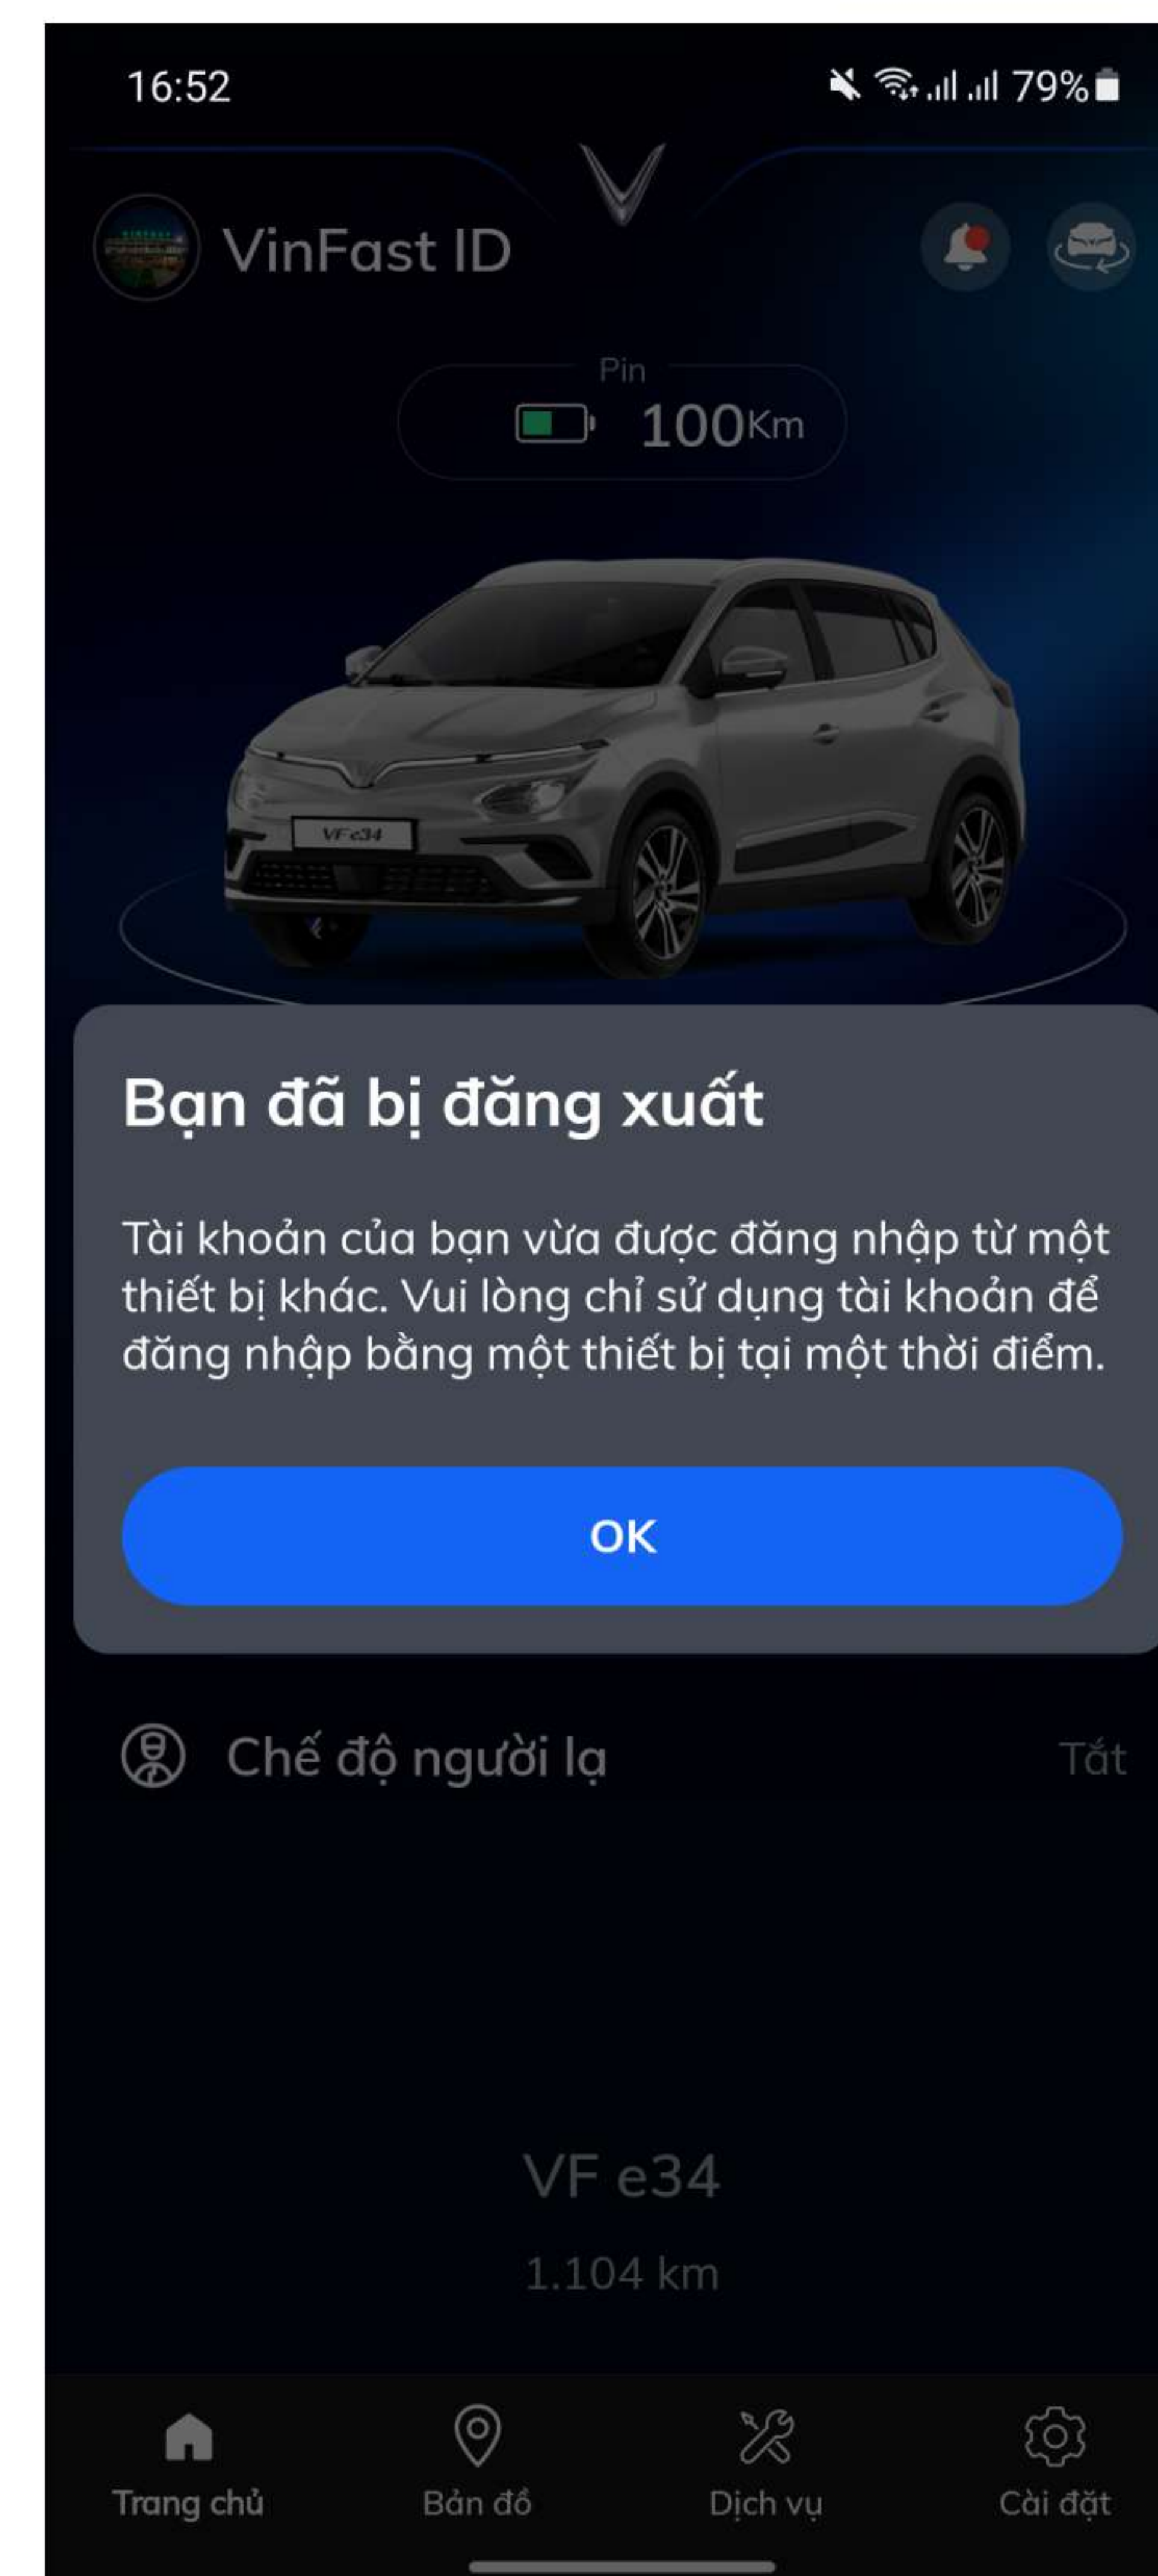 16:52
79%
VinFast ID
Pin
100Km
VF e34
Bạn đã bị đăng xuất
Tài khoản của bạn vừa được đăng nhập từ một
thiết bị khác. Vui lòng chỉ sử dụng tài khoản để
đăng nhập bằng một thiết bị tại một thời điểm.
OK
Chế độ người lạ
Tắt
VF e34
1.104 km
Trang chủ
Bản đồ
Dịch vụ
Cài đặt